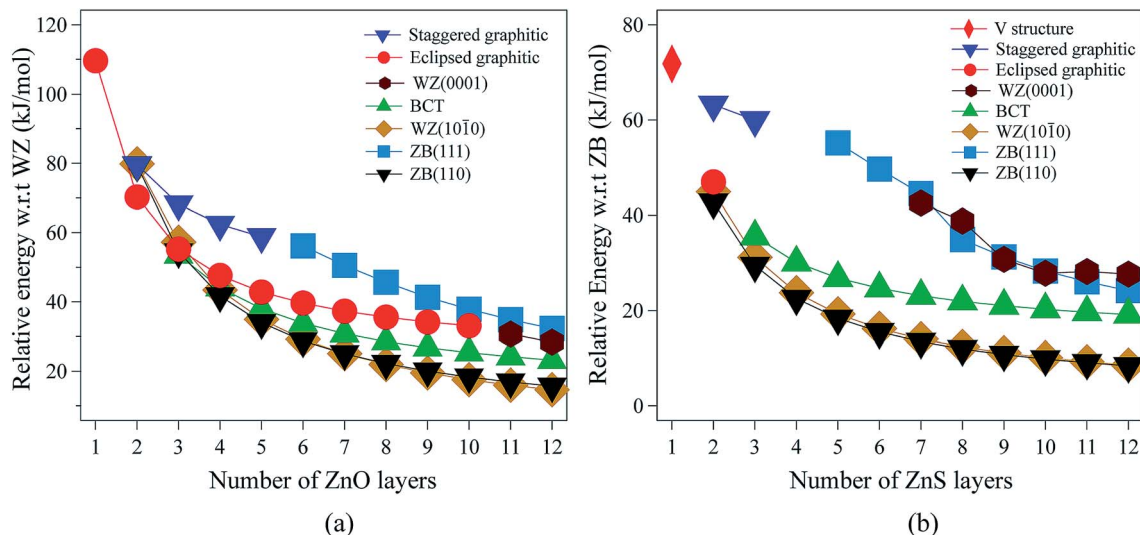 Relative Energy w.r.t WZ (kJ/mol)
120
100
80
60
40
20
Staggered graphitic
Eclipsed graphitic
WZ(0001)
BCT
WZ(101̄0)
ZB(111)
ZB(110)
1 2 3 4 5 6 7 8 9 10 11 12
Number of ZnO layers
(a)
Relative Energy w.r.t ZB (kJ/mol)
80
60
40
20
0
V structure
Staggered graphitic
Eclipsed graphitic
WZ(0001)
BCT
WZ(101̄0)
ZB(111)
ZB(110)
1 2 3 4 5 6 7 8 9 10 11 12
Number of ZnS layers
(b)